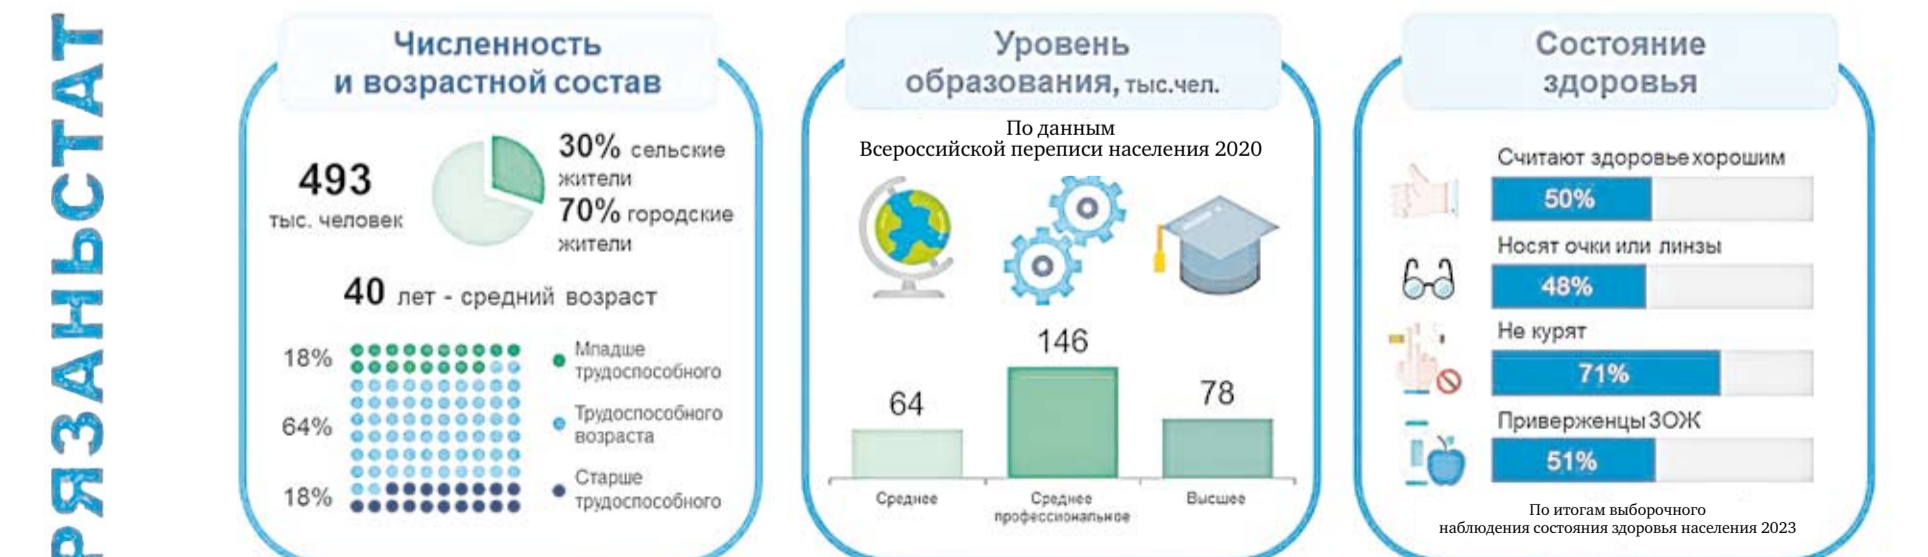 РЯЗАНЬСТАТ
Численность
и возрастной состав
493
тыс. человек
30% сельские
жители
70% городские
жители
40 лет - средний возраст
18%
64%
18%
Младше
трудоспособного
Трудоспособного
возраста
Старше
трудоспособного
Уровень
образования, тыс.чел.
По данным
Всероссийской переписи населения 2020
64
146
78
Среднее
Среднее
профессиональное
Высшее
Состояние
здоровья
Считают здоровье хорошим
50%
Носят очки или линзы
48%
Не курят
71%
Приверженцы ЗОЖ
51%
По итогам выборочного
наблюдения состояния здоровья населения 2023